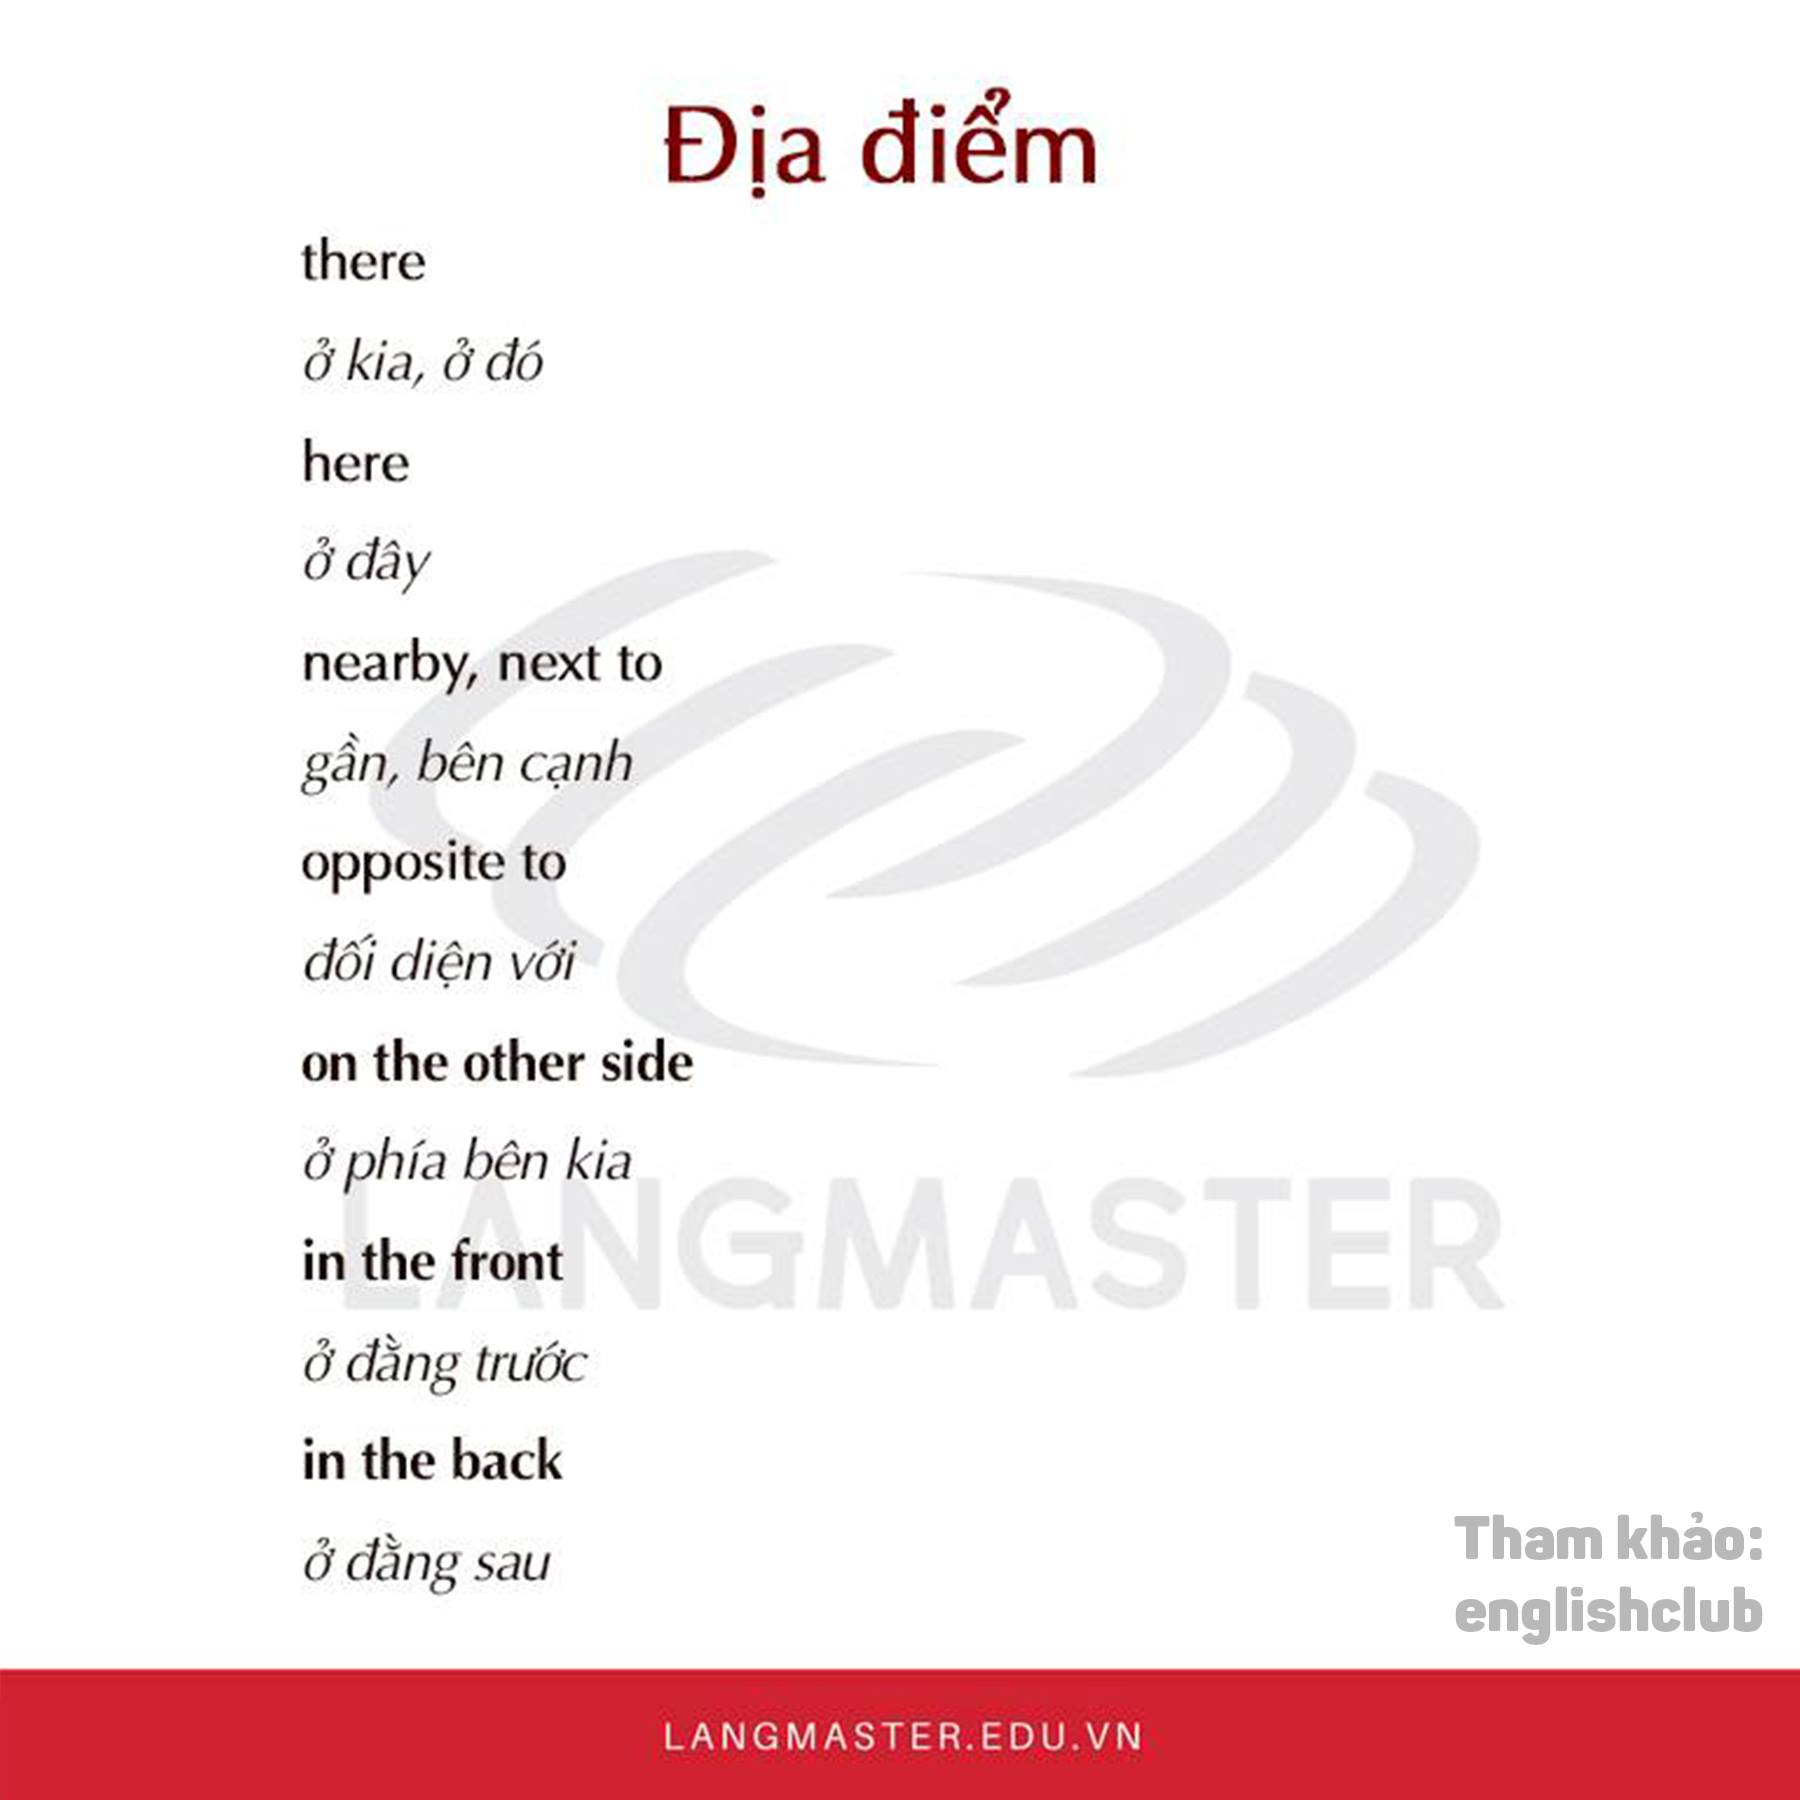 Địa điểm
there
ở kia, ở đó
here
ở đây
nearby, next to
gần, bên cạnh
opposite to
đối diện với
on the other side
ở phía bên kia
LANGMASTER
in the front
ở đằng trước
in the back
ở đằng sau
Tham khảo:
englishclub
LANGMASTER.EDU.VN